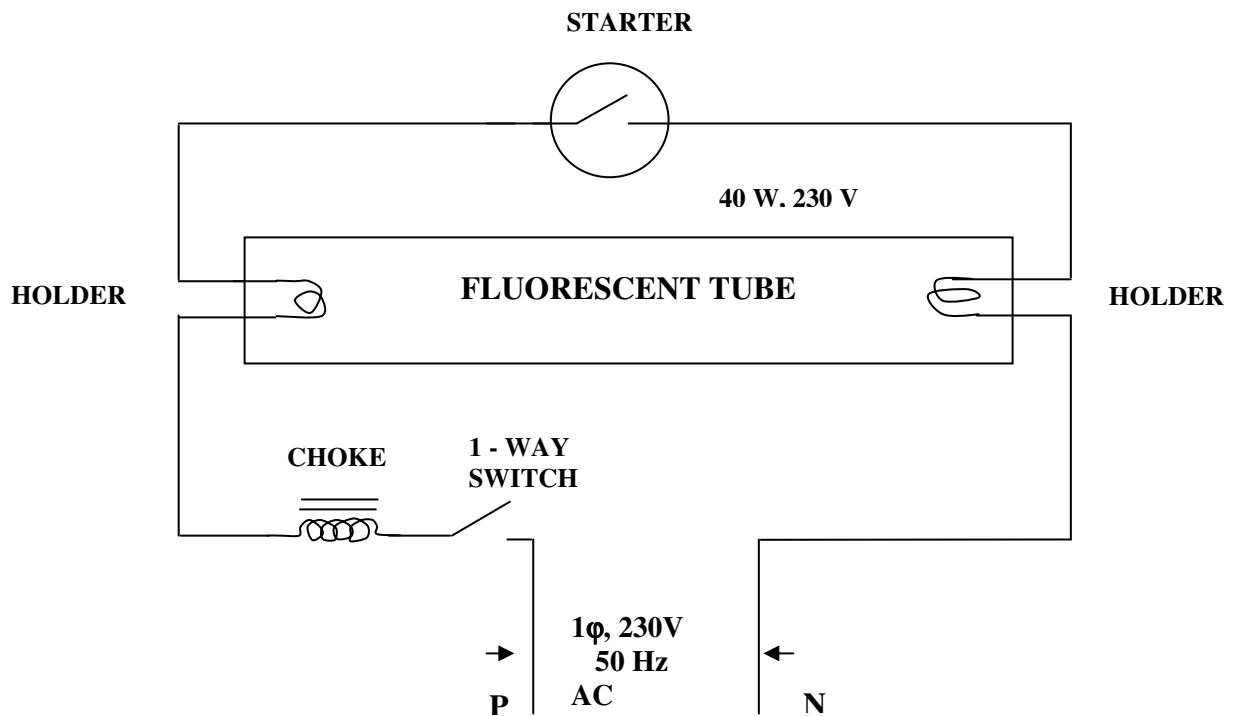 STARTER
40 W, 230 V
FLUORESCENT TUBE
HOLDER
HOLDER
CHOKE
1 - WAY
SWITCH
1φ, 230V
50 Hz
AC
P
N